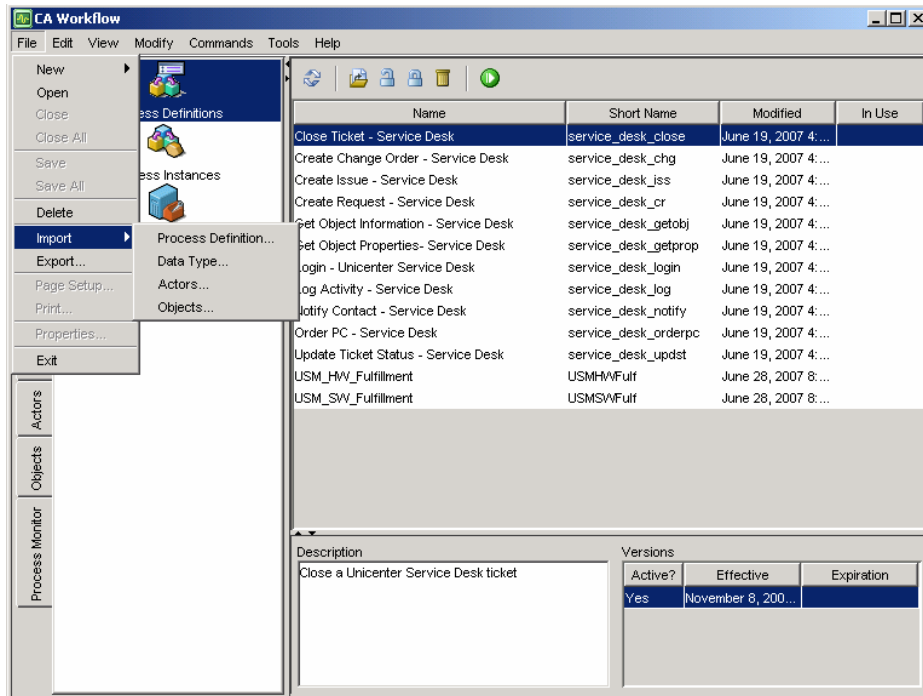 CA Workflow
File Edit View Modify Commands Tools Help
New
Open
Close
Close All
Save
Save All
Delete
Import
Export...
Page Setup...
Print...
Properties...
Exit
Process Definition...
Data Type...
Actors...
Objects...
ess Definitions
ess Instances
Actors
Objects
Process Monitor
Name Short Name Modified In Use
Close Ticket - Service Desk service_desk_close June 19, 2007 4:...
Create Change Order - Service Desk service_desk_chg June 19, 2007 4:...
Create Issue - Service Desk service_desk_iss June 19, 2007 4:...
Create Request - Service Desk service_desk_cr June 19, 2007 4:...
Get Object Information - Service Desk service_desk_getobj June 19, 2007 4:...
Get Object Properties- Service Desk service_desk_getprop June 19, 2007 4:...
Login - Unicenter Service Desk service_desk_login June 19, 2007 4:...
Log Activity - Service Desk service_desk_log June 19, 2007 4:...
Notify Contact - Service Desk service_desk_notify June 19, 2007 4:...
Order PC - Service Desk service_desk_orderpc June 19, 2007 4:...
Update Ticket Status - Service Desk service_desk_updst June 19, 2007 4:...
USM_HW_Fulfillment USMHWFulf June 28, 2007 8:...
USM_SW_Fulfillment USMSWFulf June 28, 2007 8:...
Description
Close a Unicenter Service Desk ticket
Versions
Active? Effective Expiration
Yes November 8, 200...